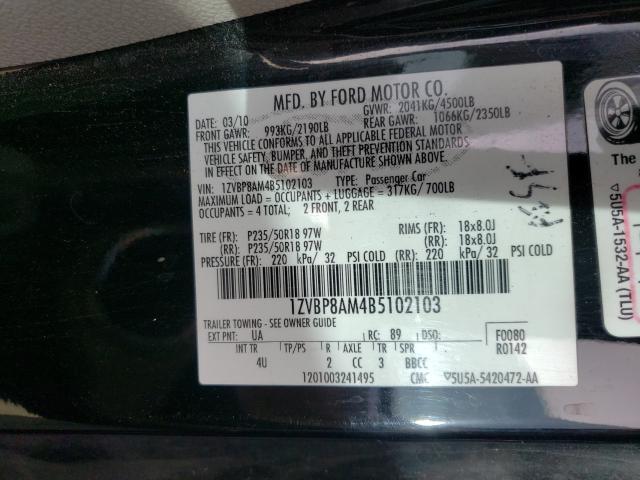 MFD. BY FORD MOTOR CO.
DATE: 03/10 GVWR: 2041KG/4500LB
FRONT GAWR: 993KG/2190LB REAR GAWR: 1066KG/2350LB
THIS VEHICLE CONFORMS TO ALL APPLICABLE FEDERAL MOTOR
VEHICLE SAFETY, BUMPER, AND THEFT PREVENTION STANDARDS
IN EFFECT ON THE DATE OF MANUFACTURE SHOWN ABOVE.
VIN: 1ZVBP8AM4B5102103 TYPE: Passenger Car
MAXIMUM LOAD = OCCUPANTS + LUGGAGE = 317KG/700LB
OCCUPANTS = 4 TOTAL; 2 FRONT, 2 REAR
TIRE (FR): P235/50R18 97W RIMS (FR): 18x8.0J
(RR): P235/50R18 97W (RR): 18x8.0J
PRESSURE (FR): 220 kPa/ 32 PSI COLD (RR): 220 kPa/ 32 PSI COLD
1ZVBP8AM4B5102103
TRAILER TOWING - SEE OWNER GUIDE
EXT PNT: UA RC: 89 DSO: F0080
INT TR TP/PS R AXLE TR SPR R0142
4U 2 CC 3 BBCC
1201003241495 CMC ▽5U5A-5420472-AA
The
▽5U5A-1532-AA (TLU)